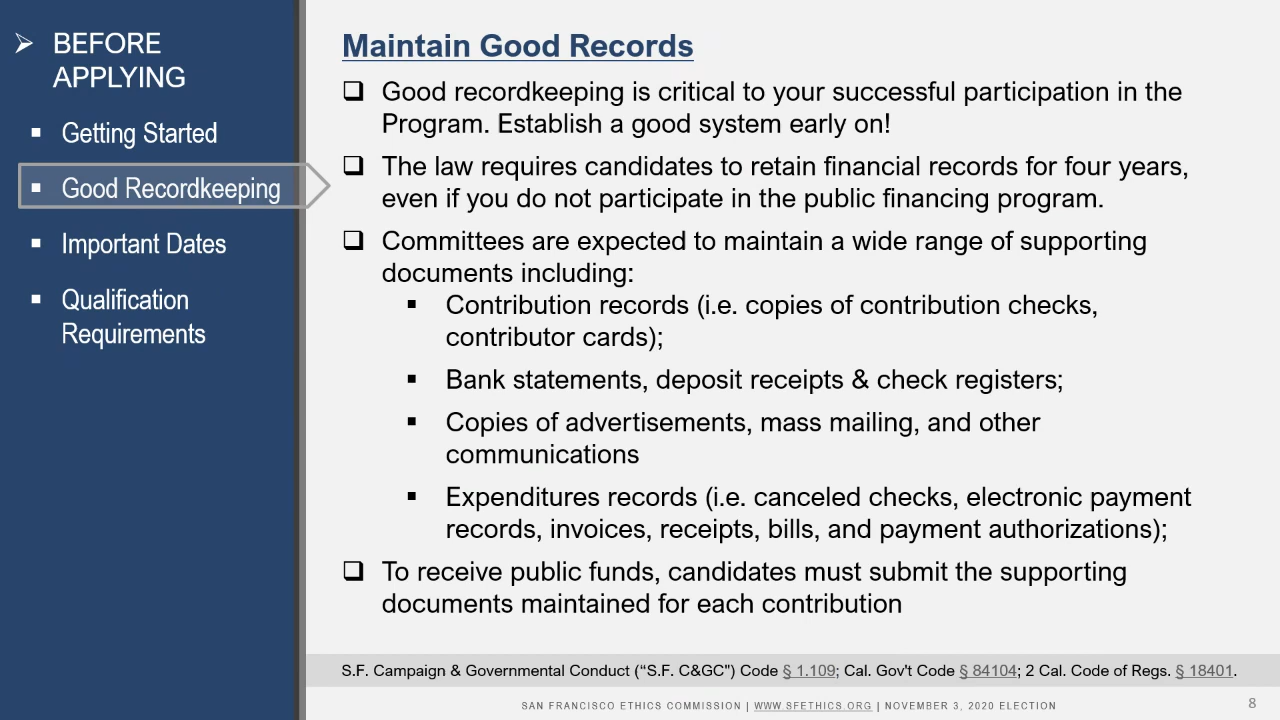 BEFORE
APPLYING
Getting Started
Good Recordkeeping
Important Dates
Qualification
Requirements
Maintain Good Records
Good recordkeeping is critical to your successful participation in the
Program. Establish a good system early on!
The law requires candidates to retain financial records for four years,
even if you do not participate in the public financing program.
Committees are expected to maintain a wide range of supporting
documents including:
Contribution records (i.e. copies of contribution checks,
contributor cards);
Bank statements, deposit receipts & check registers;
Copies of advertisements, mass mailing, and other
communications
Expenditures records (i.e. canceled checks, electronic payment
records, invoices, receipts, bills, and payment authorizations);
To receive public funds, candidates must submit the supporting
documents maintained for each contribution
S.F. Campaign & Governmental Conduct (“S.F. C&GC”) Code § 1.109; Cal. Gov't Code § 84104; 2 Cal. Code of Regs. § 18401.
SAN FRANCISCO ETHICS COMMISSION | WWW.SFETHICS.ORG | NOVEMBER 3, 2020 ELECTION
8